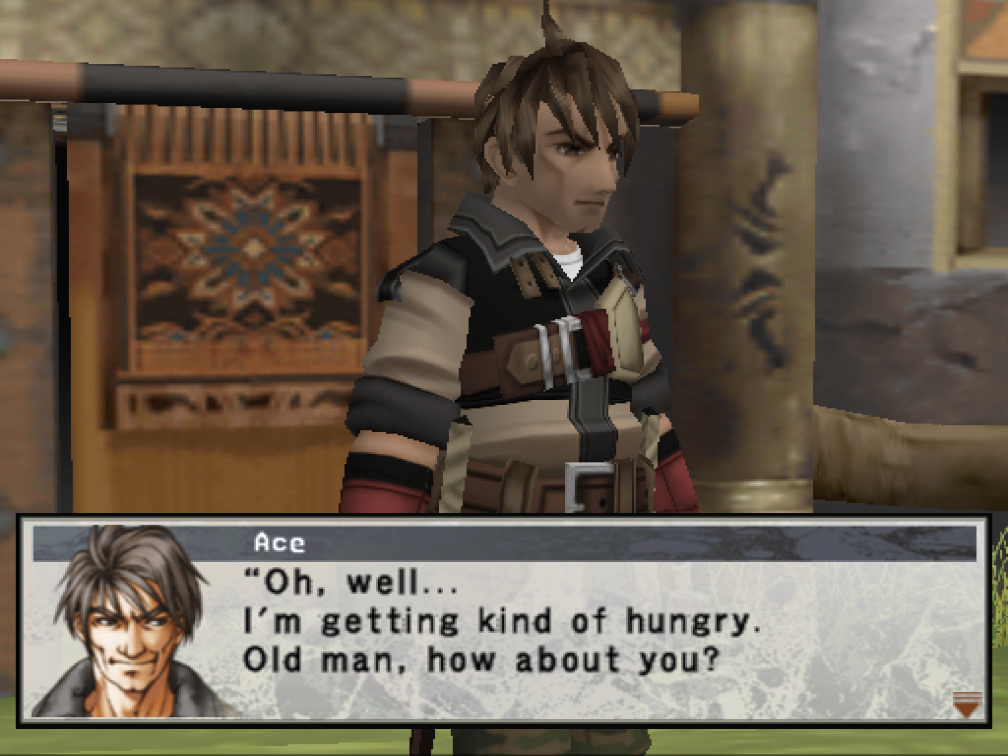 Ace
“Oh, well...
I'm getting kind of hungry.
Old man, how about you?